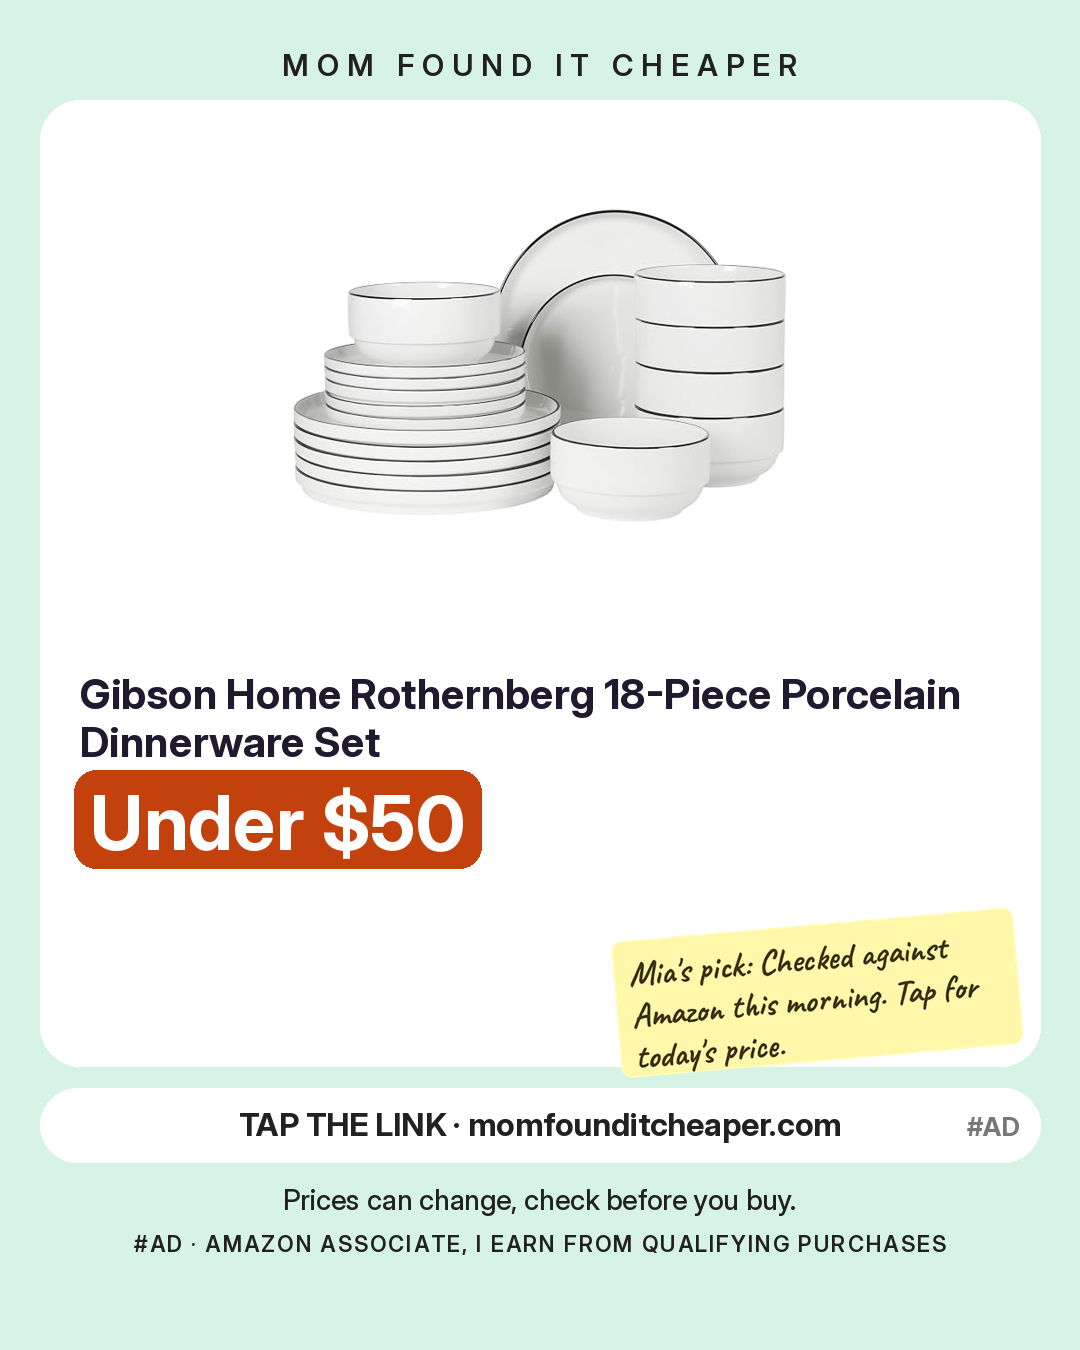 MOM FOUND IT CHEAPER
Gibson Home Rothernberg 18-Piece Porcelain
Dinnerware Set
Under $50
Mia's pick: Checked against
Amazon this morning. Tap for
today's price.
TAP THE LINK · momfounditcheaper.com
#AD
Prices can change, check before you buy.
#AD · AMAZON ASSOCIATE, I EARN FROM QUALIFYING PURCHASES